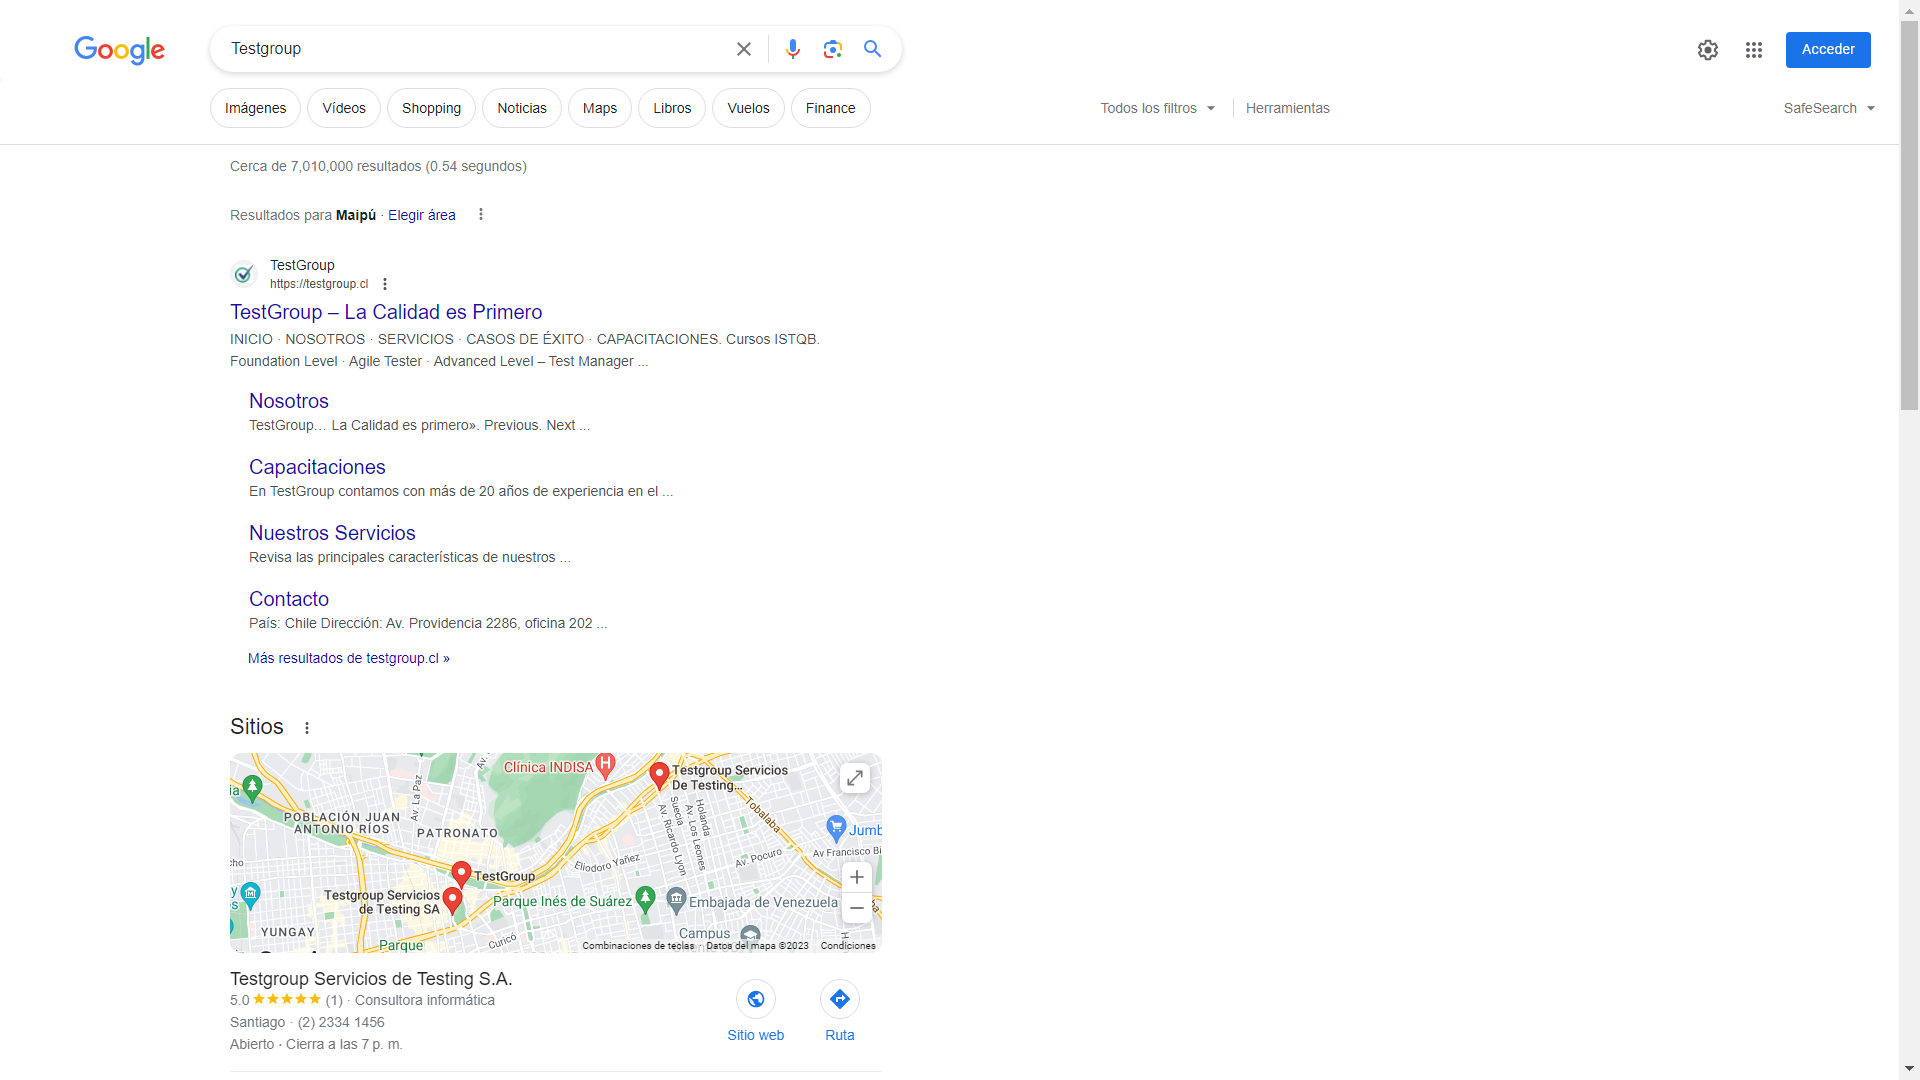 Google
Testgroup
Acceder
Imágenes
Vídeos
Shopping
Noticias
Maps
Libros
Vuelos
Finance
Todos los filtros
Herramientas
SafeSearch
Cerca de 7,010,000 resultados (0.54 segundos)
Resultados para Maipú · Elegir área
TestGroup
https://testgroup.cl
TestGroup – La Calidad es Primero
INICIO · NOSOTROS · SERVICIOS · CASOS DE ÉXITO · CAPACITACIONES. Cursos ISTQB.
Foundation Level · Agile Tester · Advanced Level – Test Manager ...
Nosotros
TestGroup… La Calidad es primero». Previous. Next ...
Capacitaciones
En TestGroup contamos con más de 20 años de experiencia en el ...
Nuestros Servicios
Revisa las principales características de nuestros ...
Contacto
País: Chile Dirección: Av. Providencia 2286, oficina 202 ...
Más resultados de testgroup.cl »
Sitios
Clínica INDISA
H
Testgroup Servicios
De Testing...
Av. La Paz
POBLACIÓN JUAN
ANTONIO RÍOS
PATRONATO
Suecia
Holanda
Av. Los Leones
Av. Ricardo Lyon
Tobalaba
Jumb
Av. Pocuro
Av Francisco Bi
Eliodoro Yañez
TestGroup
Testgroup Servicios
de Testing SA
Parque Inés de Suárez
Embajada de Venezuela
YUNGAY
Parque
Curicó
Campus
Combinaciones de teclas
Datos del mapa ©2023
Condiciones
Testgroup Servicios de Testing S.A.
5.0 ★★★★★ (1) · Consultora informática
Santiago · (2) 2334 1456
Abierto · Cierra a las 7 p. m.
Sitio web
Ruta